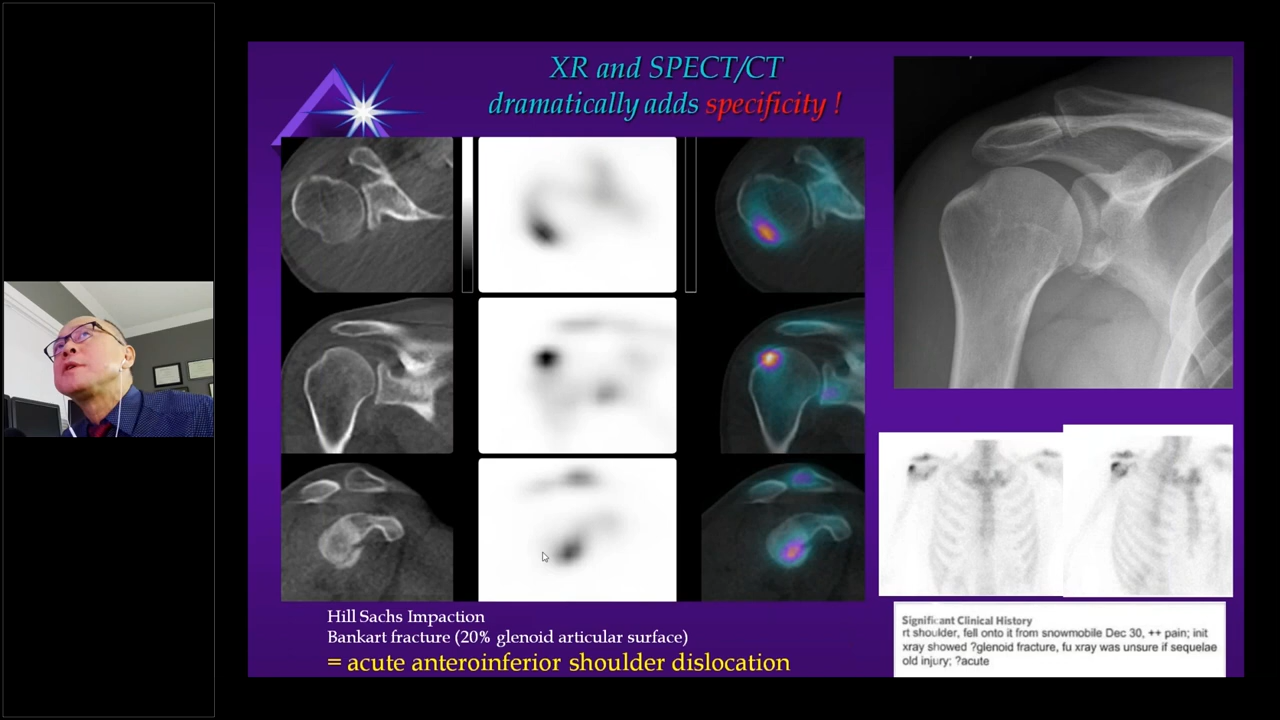 XR and SPECT/CT
dramatically adds specificity !
Hill Sachs Impaction
Bankart fracture (20% glenoid articular surface)
= acute anteroinferior shoulder dislocation
Significant Clinical History
rt shoulder, fell onto it from snowmobile Dec 30, ++ pain; init
xray showed ?glenoid fracture, fu xray was unsure if sequelae
old injury; ?acute